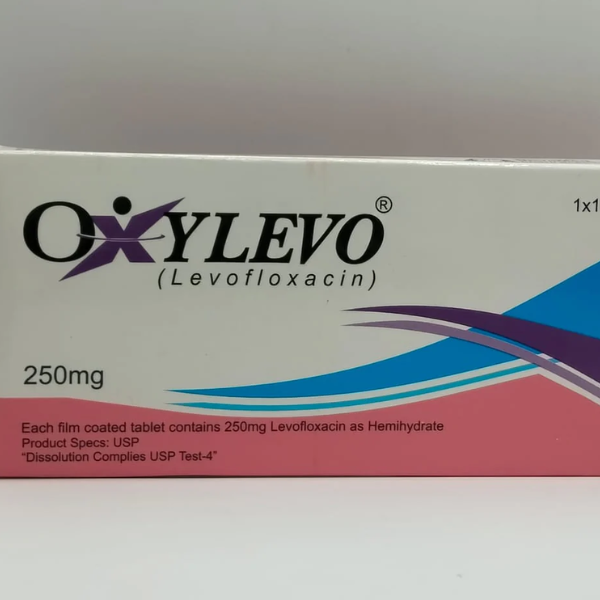 OXYLEVO®
(Levofloxacin)
250mg
Each film coated tablet contains 250mg Levofloxacin as Hemihydrate
Product Specs: USP
“Dissolution Complies USP Test-4”